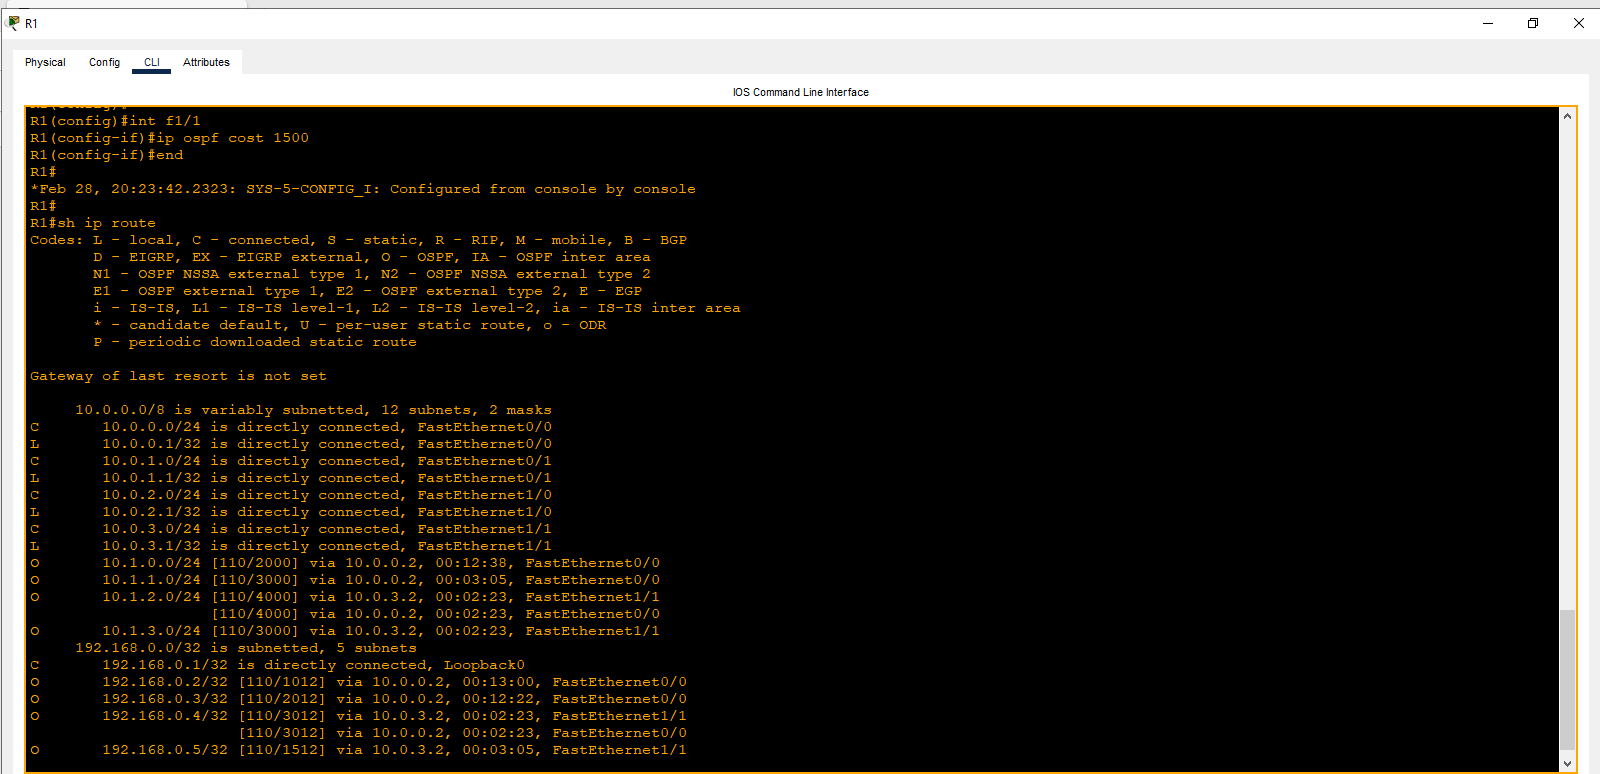 R1
Physical Config CLI Attributes
IOS Command Line Interface
R1(config)#int f1/1
R1(config-if)#ip ospf cost 1500
R1(config-if)#end
R1#
*Feb 28, 20:23:42.2323: SYS-5-CONFIG_I: Configured from console by console
R1#
R1#sh ip route
Codes: L - local, C - connected, S - static, R - RIP, M - mobile, B - BGP
D - EIGRP, EX - EIGRP external, O - OSPF, IA - OSPF inter area
N1 - OSPF NSSA external type 1, N2 - OSPF NSSA external type 2
E1 - OSPF external type 1, E2 - OSPF external type 2, E - EGP
i - IS-IS, L1 - IS-IS level-1, L2 - IS-IS level-2, ia - IS-IS inter area
* - candidate default, U - per-user static route, o - ODR
P - periodic downloaded static route
Gateway of last resort is not set
10.0.0.0/8 is variably subnetted, 12 subnets, 2 masks
C 10.0.0.0/24 is directly connected, FastEthernet0/0
L 10.0.0.1/32 is directly connected, FastEthernet0/0
C 10.0.1.0/24 is directly connected, FastEthernet0/1
L 10.0.1.1/32 is directly connected, FastEthernet0/1
C 10.0.2.0/24 is directly connected, FastEthernet1/0
L 10.0.2.1/32 is directly connected, FastEthernet1/0
C 10.0.3.0/24 is directly connected, FastEthernet1/1
L 10.0.3.1/32 is directly connected, FastEthernet1/1
O 10.1.0.0/24 [110/2000] via 10.0.0.2, 00:12:38, FastEthernet0/0
O 10.1.1.0/24 [110/3000] via 10.0.0.2, 00:03:05, FastEthernet0/0
O 10.1.2.0/24 [110/4000] via 10.0.3.2, 00:02:23, FastEthernet1/1
[110/4000] via 10.0.0.2, 00:02:23, FastEthernet0/0
O 10.1.3.0/24 [110/3000] via 10.0.3.2, 00:02:23, FastEthernet1/1
192.168.0.0/32 is subnetted, 5 subnets
C 192.168.0.1/32 is directly connected, Loopback0
O 192.168.0.2/32 [110/1012] via 10.0.0.2, 00:13:00, FastEthernet0/0
O 192.168.0.3/32 [110/2012] via 10.0.0.2, 00:12:22, FastEthernet0/0
O 192.168.0.4/32 [110/3012] via 10.0.3.2, 00:02:23, FastEthernet1/1
[110/3012] via 10.0.0.2, 00:02:23, FastEthernet0/0
O 192.168.0.5/32 [110/1512] via 10.0.3.2, 00:03:05, FastEthernet1/1